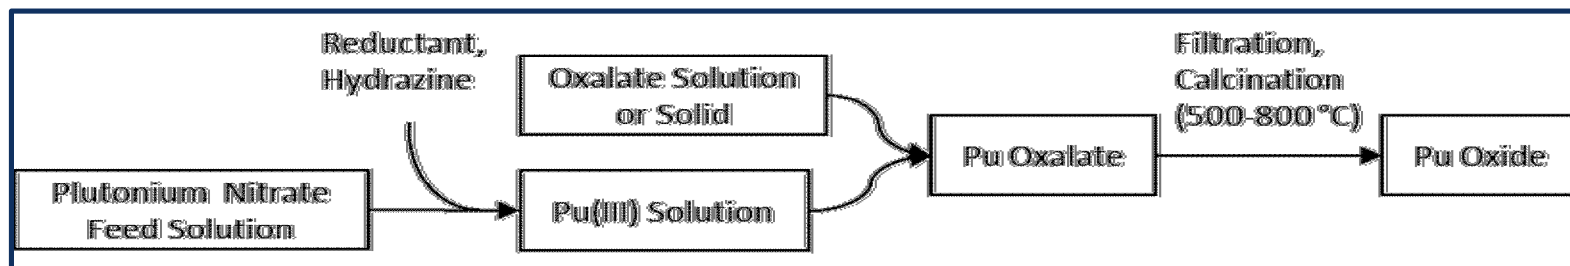 Reductant,
Hydrazine
Oxalate Solution
or Solid
Filtration,
Calcination
(500-800°C)
Pu Oxalate
Pu Oxide
Plutonium Nitrate
Feed Solution
Pu(III) Solution